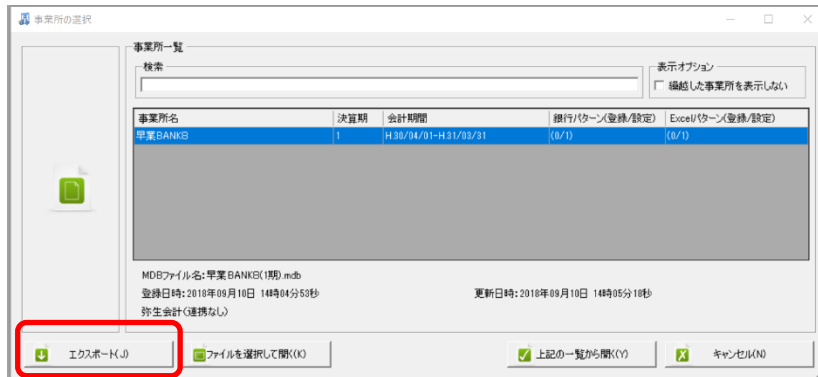 事業所の選択
事業所一覧
検索
表示オプション
繰越した事業所を表示しない
事業所名 決算期 会計期間 銀行パターン(登録/設定) Excelパターン(登録/設定)
早業BANK8 1 H.30/04/01-H.31/03/31 (0/1) (0/1)
MDBファイル名:早業BANK8(1期).mdb
登録日時:2018年09月10日 14時04分53秒 更新日時:2018年09月10日 14時05分18秒
弥生会計(連携なし)
エクスポート(J) ファイルを選択して開く(K) 上記の一覧から開く(Y) キャンセル(N)